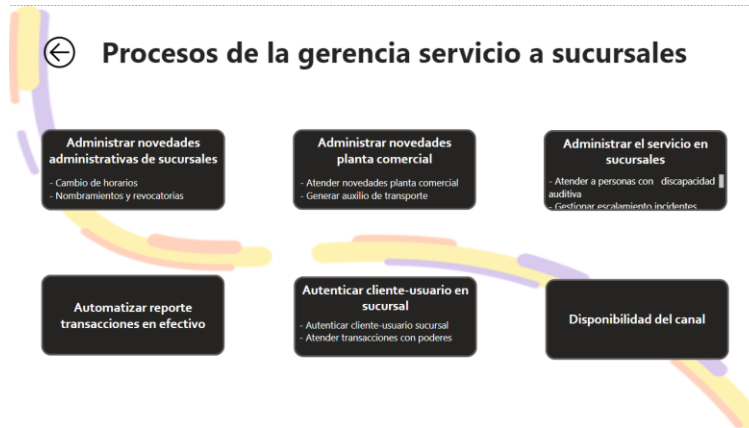 Procesos de la gerencia servicio a sucursales
Administrar novedades
administrativas de sucursales
- Cambio de horarios
- Nombramientos y revocatorias
Administrar novedades
planta comercial
- Atender novedades planta comercial
- Generar auxilio de transporte
Administrar el servicio en
sucursales
- Atender a personas con discapacidad
auditiva
- Gestionar escalamiento incidentes
Automatizar reporte
transacciones en efectivo
Autenticar cliente-usuario en
sucursal
- Autenticar cliente-usuario sucursal
- Atender transacciones con poderes
Disponibilidad del canal